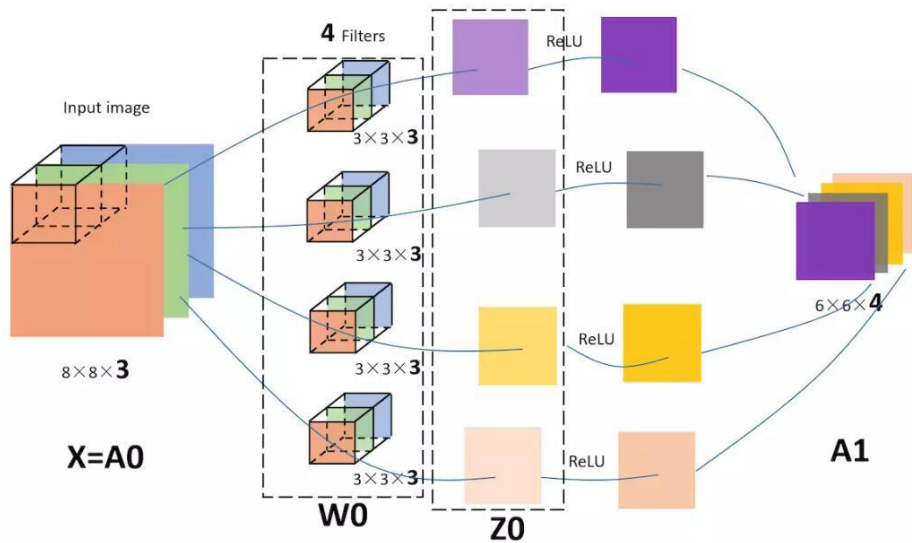 4 Filters
ReLU
Input image
3×3×3
ReLU
3×3×3
6×6×4
ReLU
8×8×3
3×3×3
X=A0
A1
ReLU
3×3×3
W0
Z0